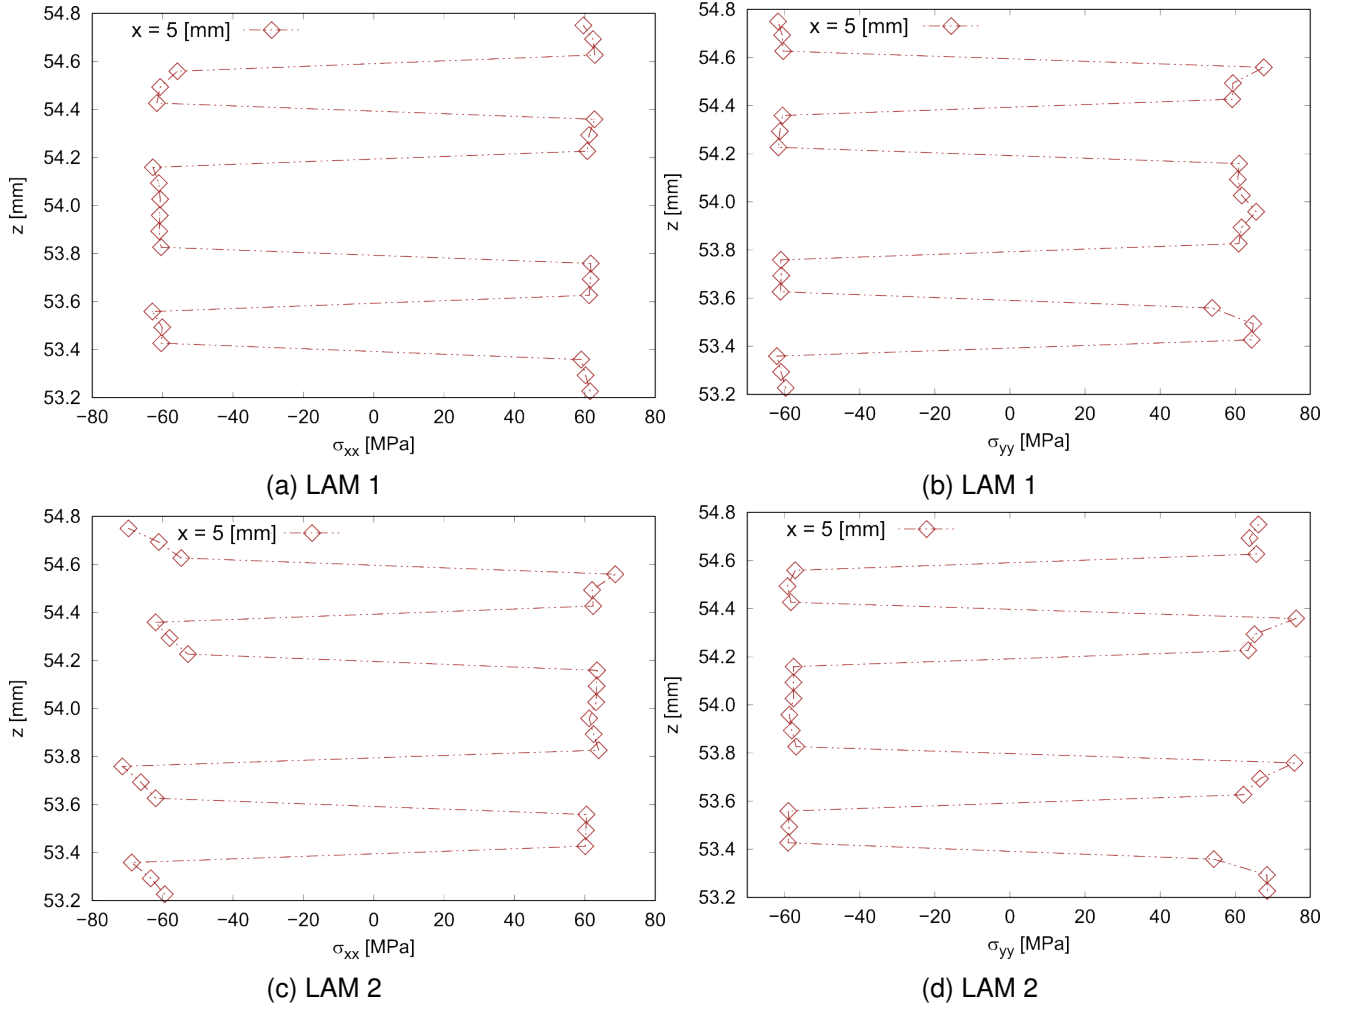 x = 5 [mm]
54.8
54.6
54.4
54.2
54.0
53.8
53.6
53.4
53.2
z [mm]
−80 −60 −40 −20 0 20 40 60 80
σxx [MPa]
(a) LAM 1
x = 5 [mm]
54.8
54.6
54.4
54.2
54.0
53.8
53.6
53.4
53.2
z [mm]
−60 −40 −20 0 20 40 60 80
σyy [MPa]
(b) LAM 1
x = 5 [mm]
54.8
54.6
54.4
54.2
54.0
53.8
53.6
53.4
53.2
z [mm]
−80 −60 −40 −20 0 20 40 60 80
σxx [MPa]
(c) LAM 2
x = 5 [mm]
54.8
54.6
54.4
54.2
54.0
53.8
53.6
53.4
53.2
z [mm]
−60 −40 −20 0 20 40 60 80
σyy [MPa]
(d) LAM 2